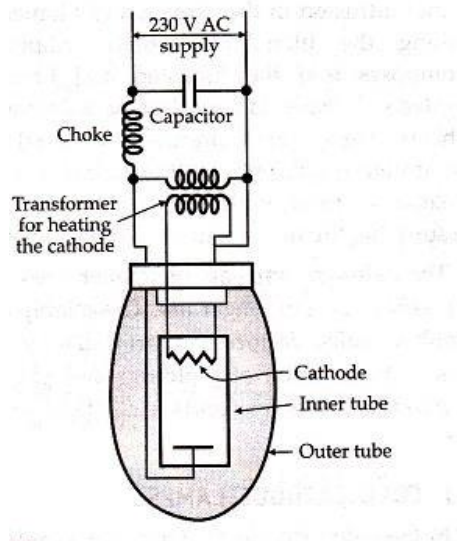 230 V AC
supply
Capacitor
Choke
Transformer
for heating
the cathode
Cathode
Inner tube
Outer tube